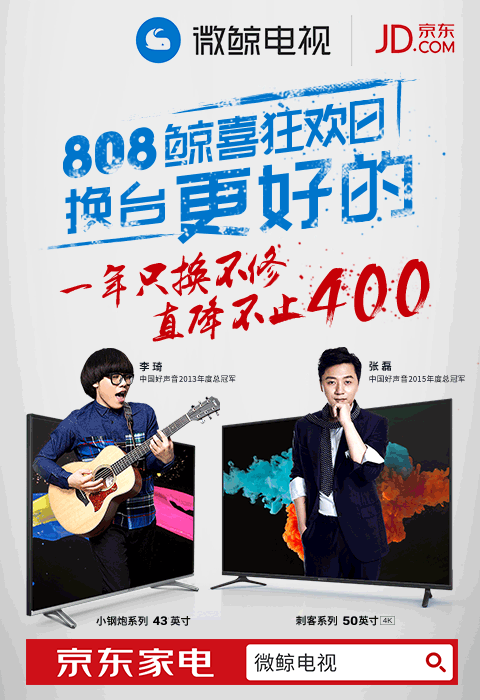 微鲸电视
JD.京东.COM
808鲸喜狂欢日
换台更好的
一年只换不修
直降不止400
李琦
中国好声音2013年度总冠军
张磊
中国好声音2015年度总冠军
小钢炮系列 43英寸
刺客系列 50英寸 4K
京东家电
微鲸电视